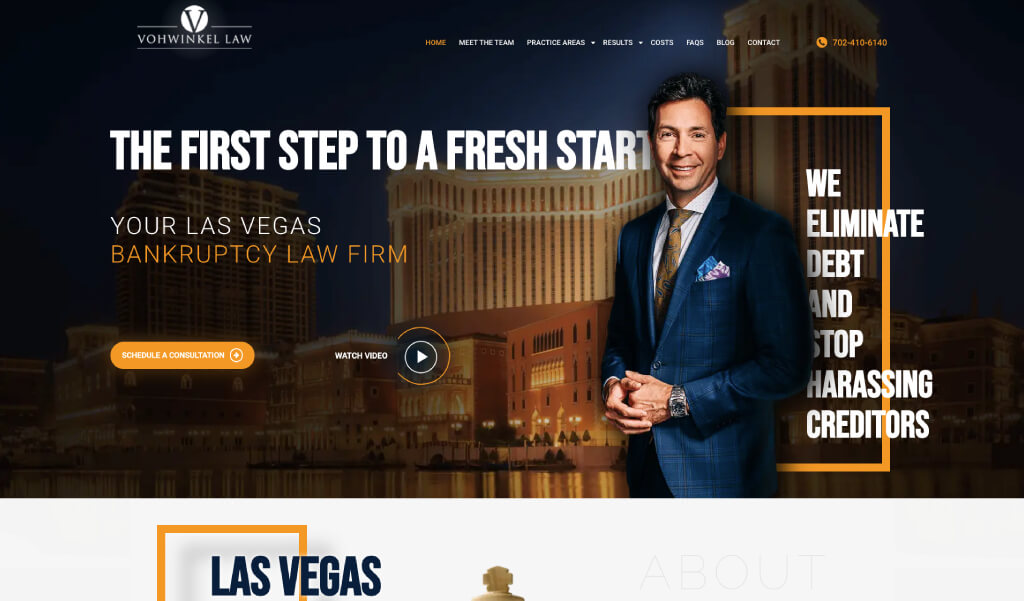 V
VOHWINKEL LAW
HOME MEET THE TEAM PRACTICE AREAS RESULTS COSTS FAQS BLOG CONTACT 702-410-6140
THE FIRST STEP TO A FRESH START
YOUR LAS VEGAS
BANKRUPTCY LAW FIRM
SCHEDULE A CONSULTATION
WATCH VIDEO
WE
ELIMINATE
DEBT
AND
STOP
HARASSING
CREDITORS
LAS VEGAS
ABOUT